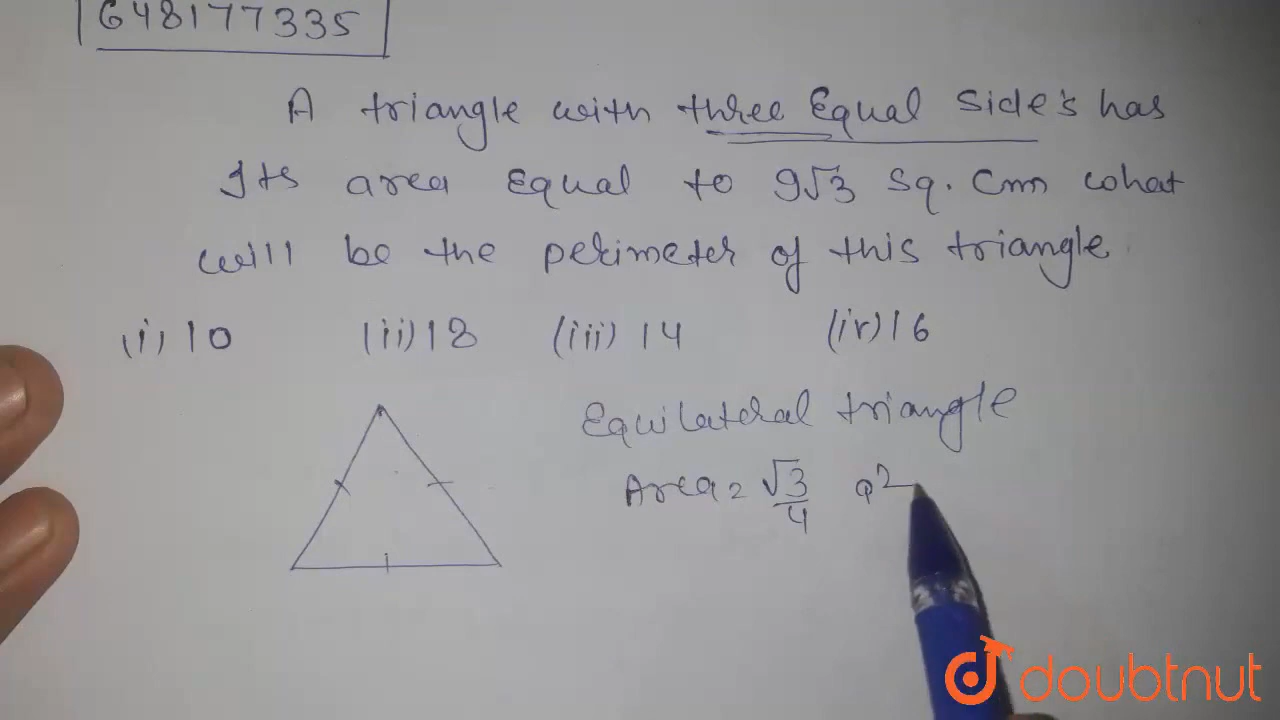 648177335
A triangle with three Equal Side's has
Its area Equal to 9√3 Sq. Cm what
will be the perimeter of this triangle.
(i) 10 (ii) 18 (iii) 14 (iv) 16
Equilateral triangle
Area = √3/4 a²
doubtnut